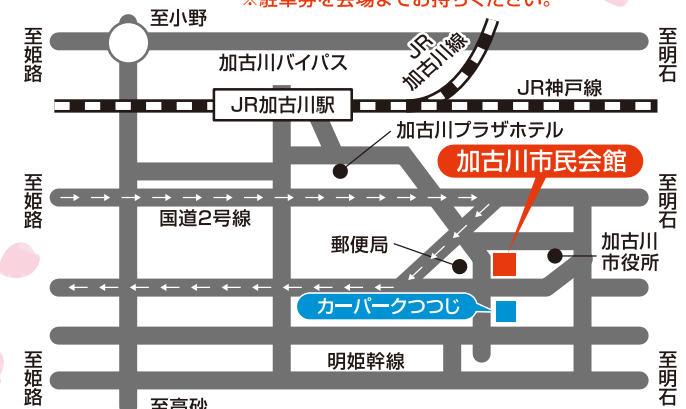 ※駐車券を会場までお持ちください。
至小野
至姫路
至明石
加古川バイパス
JR
加古川線
JR神戸線
JR加古川駅
加古川プラザホテル
加古川市民会館
至姫路
至明石
国道2号線
郵便局
加古川
市役所
カーパークつつじ
明姫幹線
至姫路
至明石
至高砂